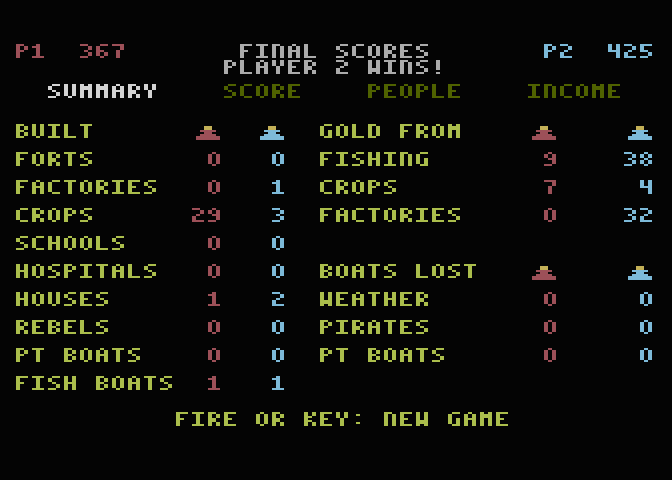 P1 367 FINAL SCORES P2 425
PLAYER 2 WINS!
SUMMARY SCORE PEOPLE INCOME
BUILT GOLD FROM
FORTS 0 0 FISHING 9 38
FACTORIES 0 1 CROPS 7 4
CROPS 29 3 FACTORIES 0 32
SCHOOLS 0 0
HOSPITALS 0 0 BOATS LOST
HOUSES 1 2 WEATHER 0 0
REBELS 0 0 PIRATES 0 0
PT BOATS 0 0 PT BOATS 0 0
FISH BOATS 1 1
FIRE OR KEY: NEW GAME